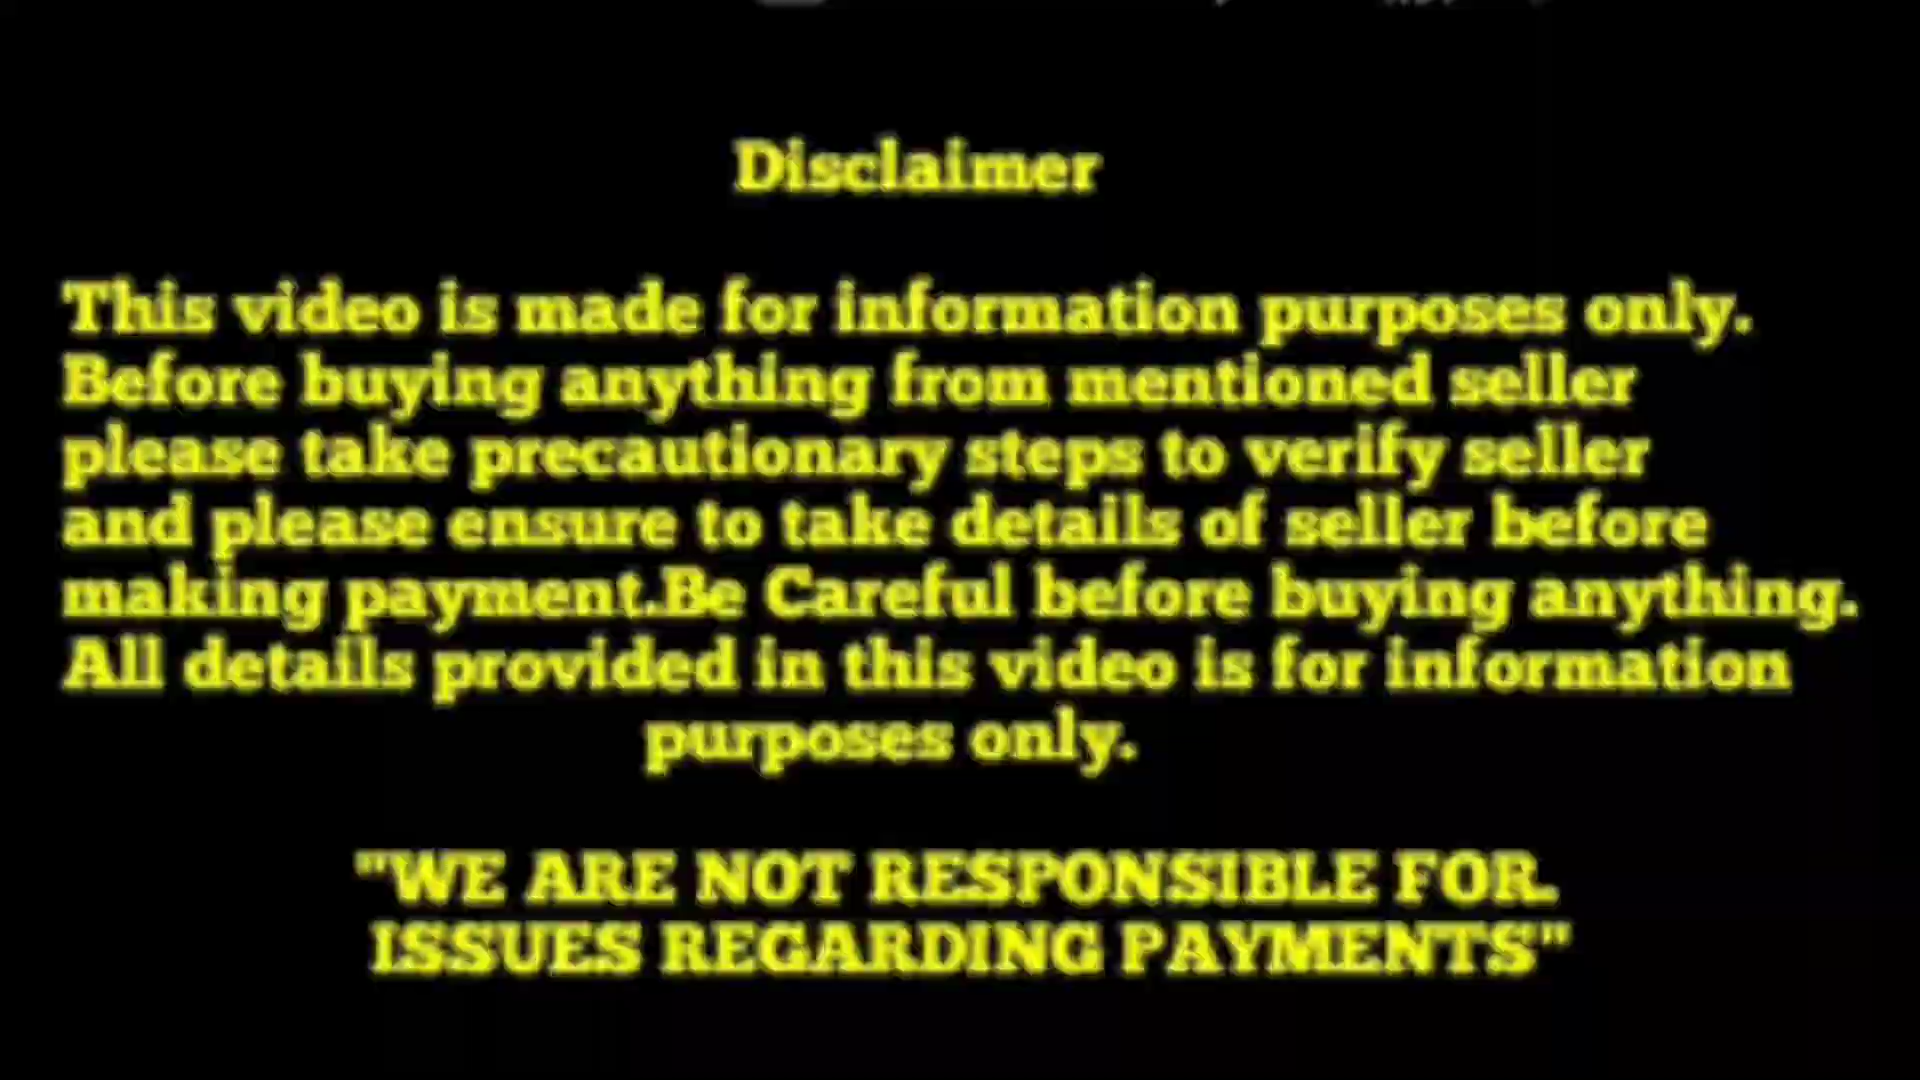 Disclaimer
This video is made for information purposes only.
Before buying anything from mentioned seller
please take precautionary steps to verify seller
and please ensure to take details of seller before
making payment.Be Careful before buying anything.
All details provided in this video is for information
purposes only.
"WE ARE NOT RESPONSIBLE FOR.
ISSUES REGARDING PAYMENTS"